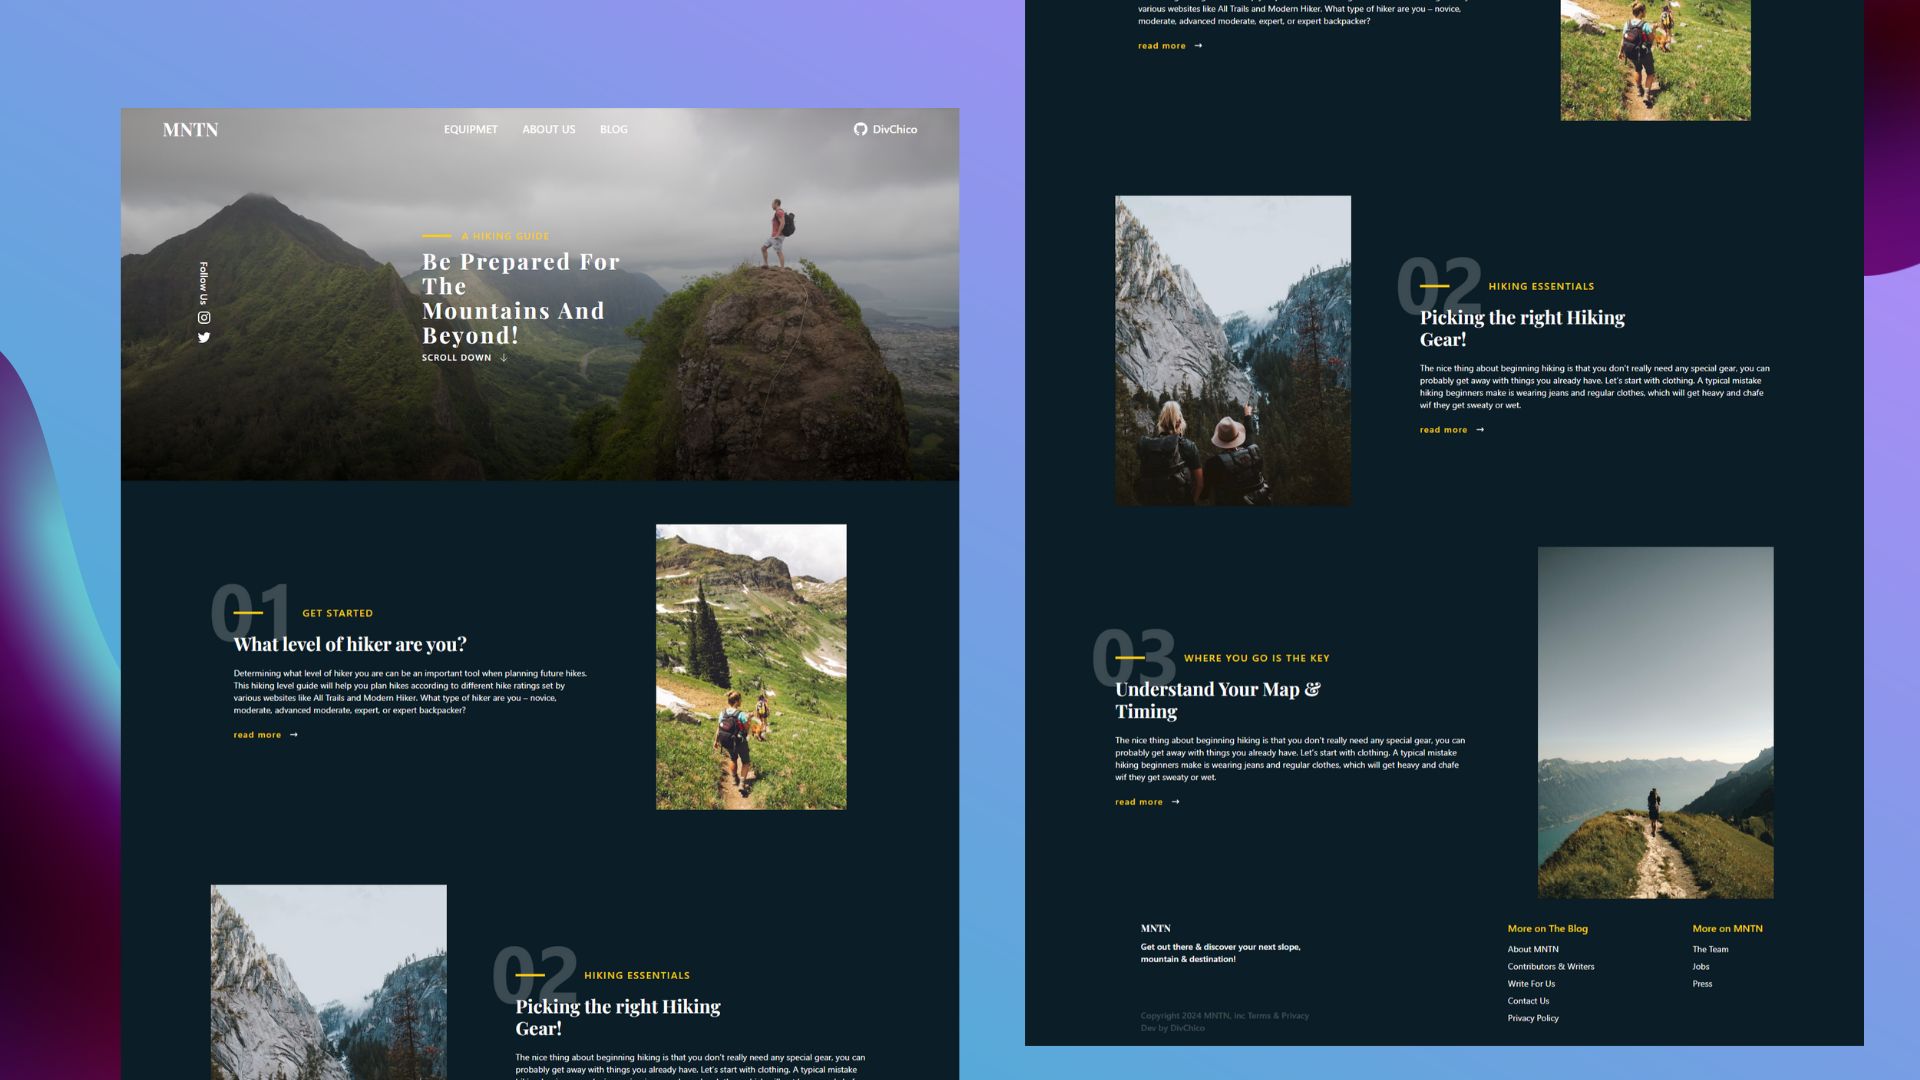 MNTN
EQUIPMET
ABOUT US
BLOG
DivChico
Follow Us
A HIKING GUIDE
Be Prepared For
The
Mountains And
Beyond!
SCROLL DOWN ↓
01
GET STARTED
What level of hiker are you?
Determining what level of hiker you are can be an important tool when planning future hikes.
This hiking level guide will help you plan hikes according to different hike ratings set by
various websites like All Trails and Modern Hiker. What type of hiker are you – novice,
moderate, advanced moderate, expert, or expert backpacker?
read more →
02
HIKING ESSENTIALS
Picking the right Hiking
Gear!
The nice thing about beginning hiking is that you don't really need any special gear, you can
probably get away with things you already have. Let's start with clothing. A typical mistake
various websites like All Trails and Modern Hiker. What type of hiker are you – novice,
moderate, advanced moderate, expert, or expert backpacker?
read more →
02
HIKING ESSENTIALS
Picking the right Hiking
Gear!
The nice thing about beginning hiking is that you don't really need any special gear, you can
probably get away with things you already have. Let's start with clothing. A typical mistake
hiking beginners make is wearing jeans and regular clothes, which will get heavy and chafe
wif they get sweaty or wet.
read more →
03
WHERE YOU GO IS THE KEY
Understand Your Map &
Timing
The nice thing about beginning hiking is that you don't really need any special gear, you can
probably get away with things you already have. Let's start with clothing. A typical mistake
hiking beginners make is wearing jeans and regular clothes, which will get heavy and chafe
wif they get sweaty or wet.
read more →
MNTN
Get out there & discover your next slope,
mountain & destination!
Copyright 2024 MNTN, Inc Terms & Privacy
Dev by DivChico
More on The Blog
About MNTN
Contributors & Writers
Write For Us
Contact Us
Privacy Policy
More on MNTN
The Team
Jobs
Press